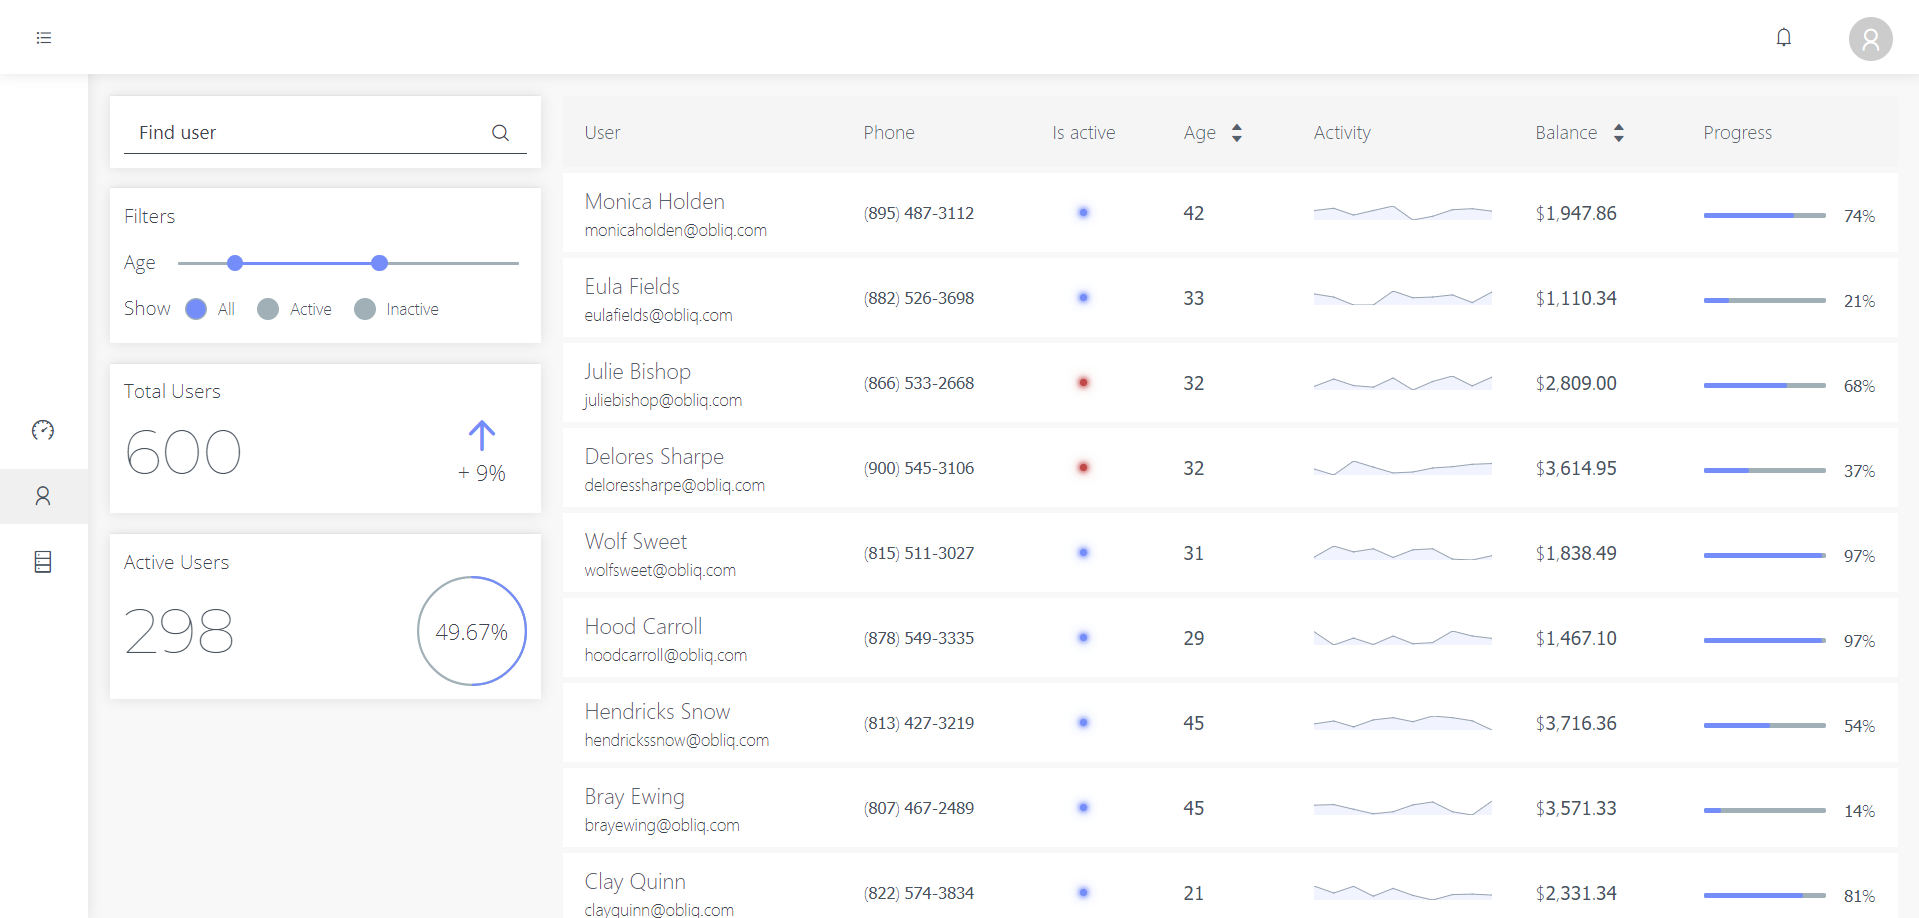 Find user
Filters
Age
Show All Active Inactive
Total Users
600
+ 9%
Active Users
298
49.67%
User Phone Is active Age Activity Balance Progress
Monica Holden
monicaholden@obliq.com
(895) 487-3112 42 $1,947.86 74%
Eula Fields
eulafields@obliq.com
(882) 526-3698 33 $1,110.34 21%
Julie Bishop
juliebishop@obliq.com
(866) 533-2668 32 $2,809.00 68%
Delores Sharpe
deloressharpe@obliq.com
(900) 545-3106 32 $3,614.95 37%
Wolf Sweet
wolfsweet@obliq.com
(815) 511-3027 31 $1,838.49 97%
Hood Carroll
hoodcarroll@obliq.com
(878) 549-3335 29 $1,467.10 97%
Hendricks Snow
hendrickssnow@obliq.com
(813) 427-3219 45 $3,716.36 54%
Bray Ewing
brayewing@obliq.com
(807) 467-2489 45 $3,571.33 14%
Clay Quinn
clayquinn@obliq.com
(822) 574-3834 21 $2,331.34 81%